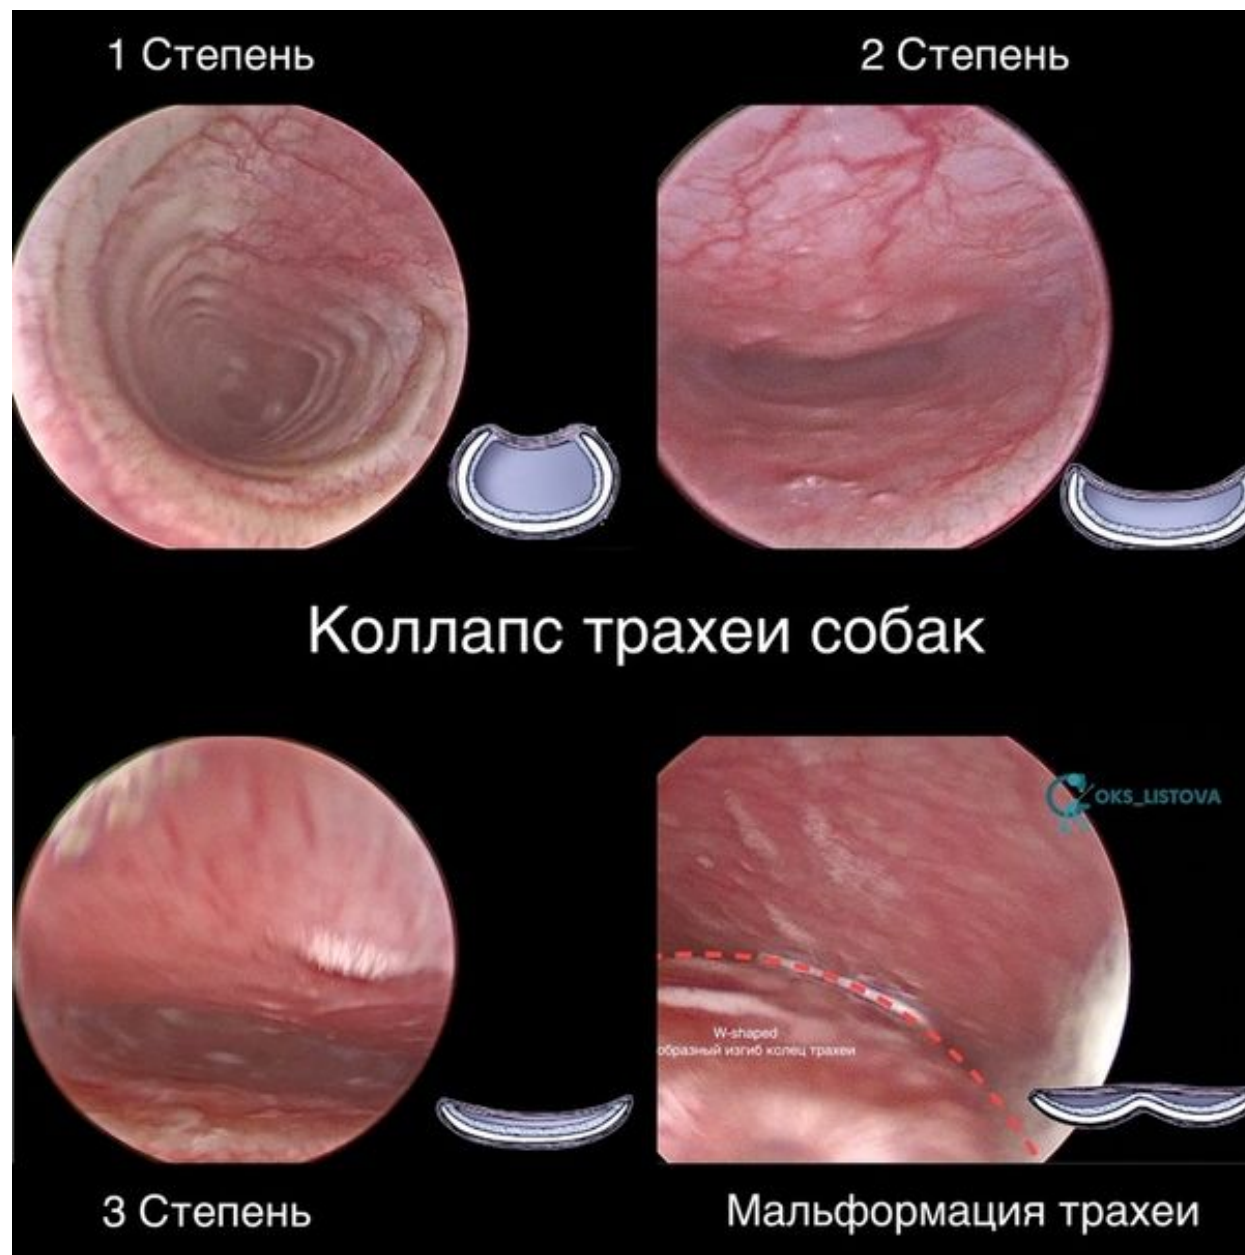 1 Степень
2 Степень
Коллапс трахеи собак
OKS_LISTOVA
W-shaped
образный изгиб колец трахеи
3 Степень
Мальформация трахеи